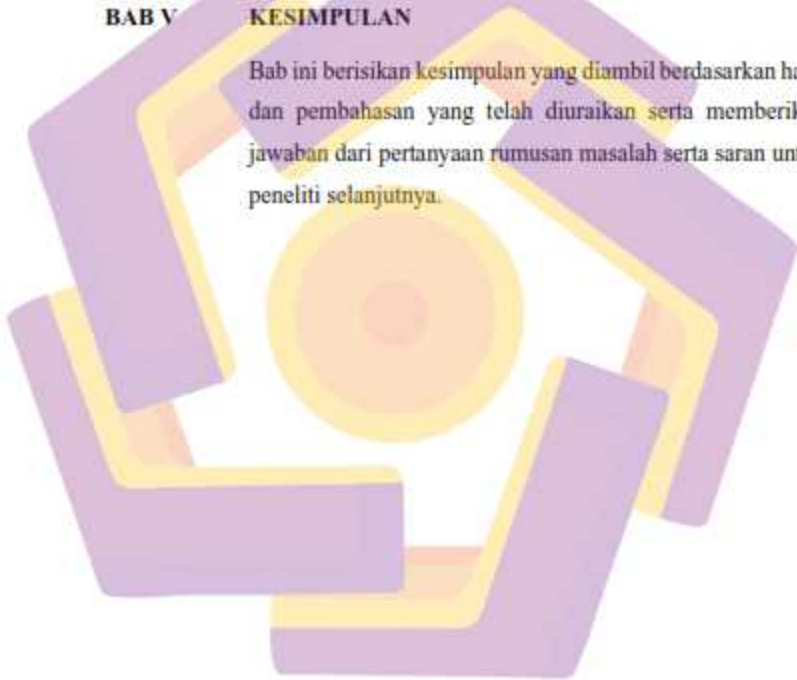 BAB V KESIMPULAN
Bab ini berisikan kesimpulan yang diambil berdasarkan ha
dan pembahasan yang telah diuraikan serta memberik
jawaban dari pertanyaan rumusan masalah serta saran unt
peneliti selanjutnya.